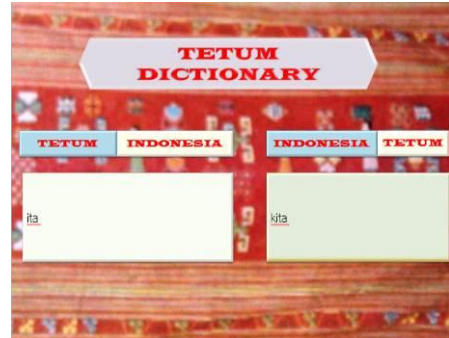 TETUM
DICTIONARY
TETUM INDONESIA
INDONESIA TETUM
ita
kita